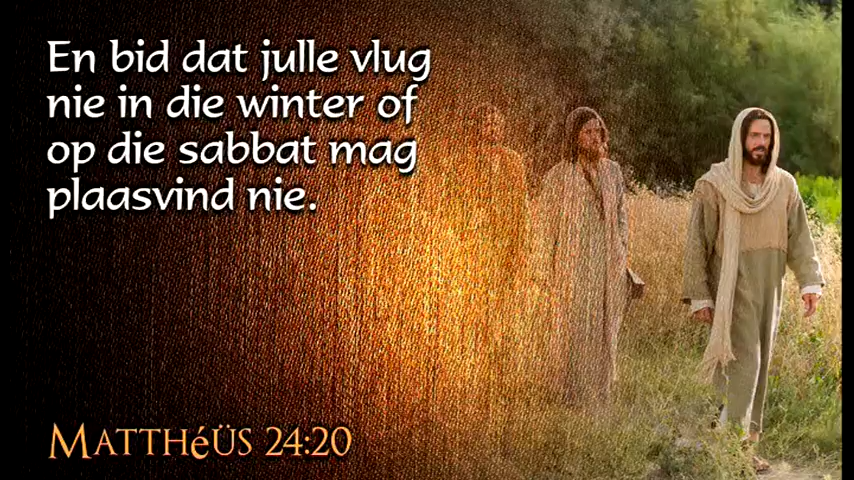 En bid dat julle vlug
nie in die winter of
op die sabbat mag
plaasvind nie.
Matthéüs 24:20